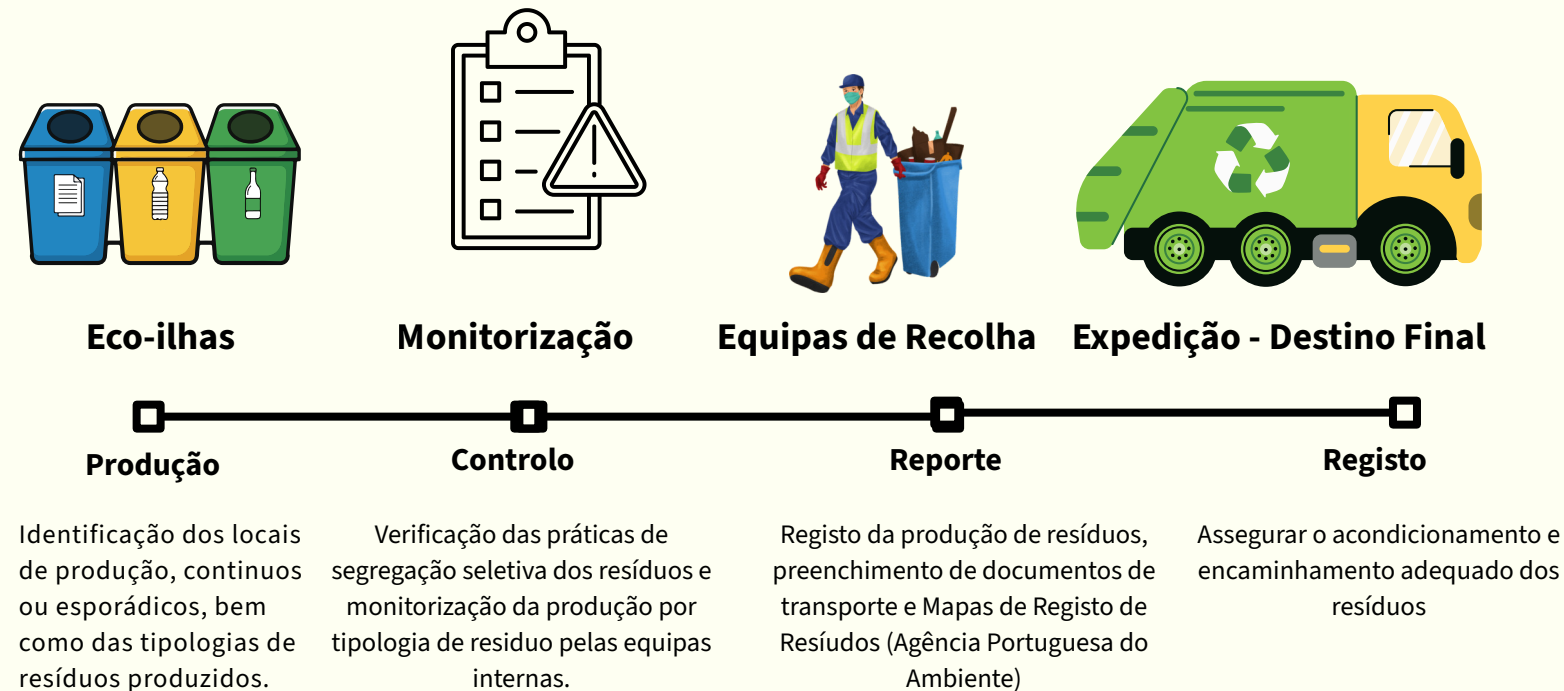 Eco-ilhas
Monitorização
Equipas de Recolha
Expedição - Destino Final
Produção
Controlo
Reporte
Registo
Identificação dos locais
de produção, continuos
ou esporádicos, bem
como das tipologias de
resíduos produzidos.
Verificação das práticas de
segregação seletiva dos resíduos e
monitorização da produção por
tipologia de residuo pelas equipas
internas.
Registo da produção de resíduos,
preenchimento de documentos de
transporte e Mapas de Registo de
Resíudos (Agência Portuguesa do
Ambiente)
Assegurar o acondicionamento e
encaminhamento adequado dos
resíduos